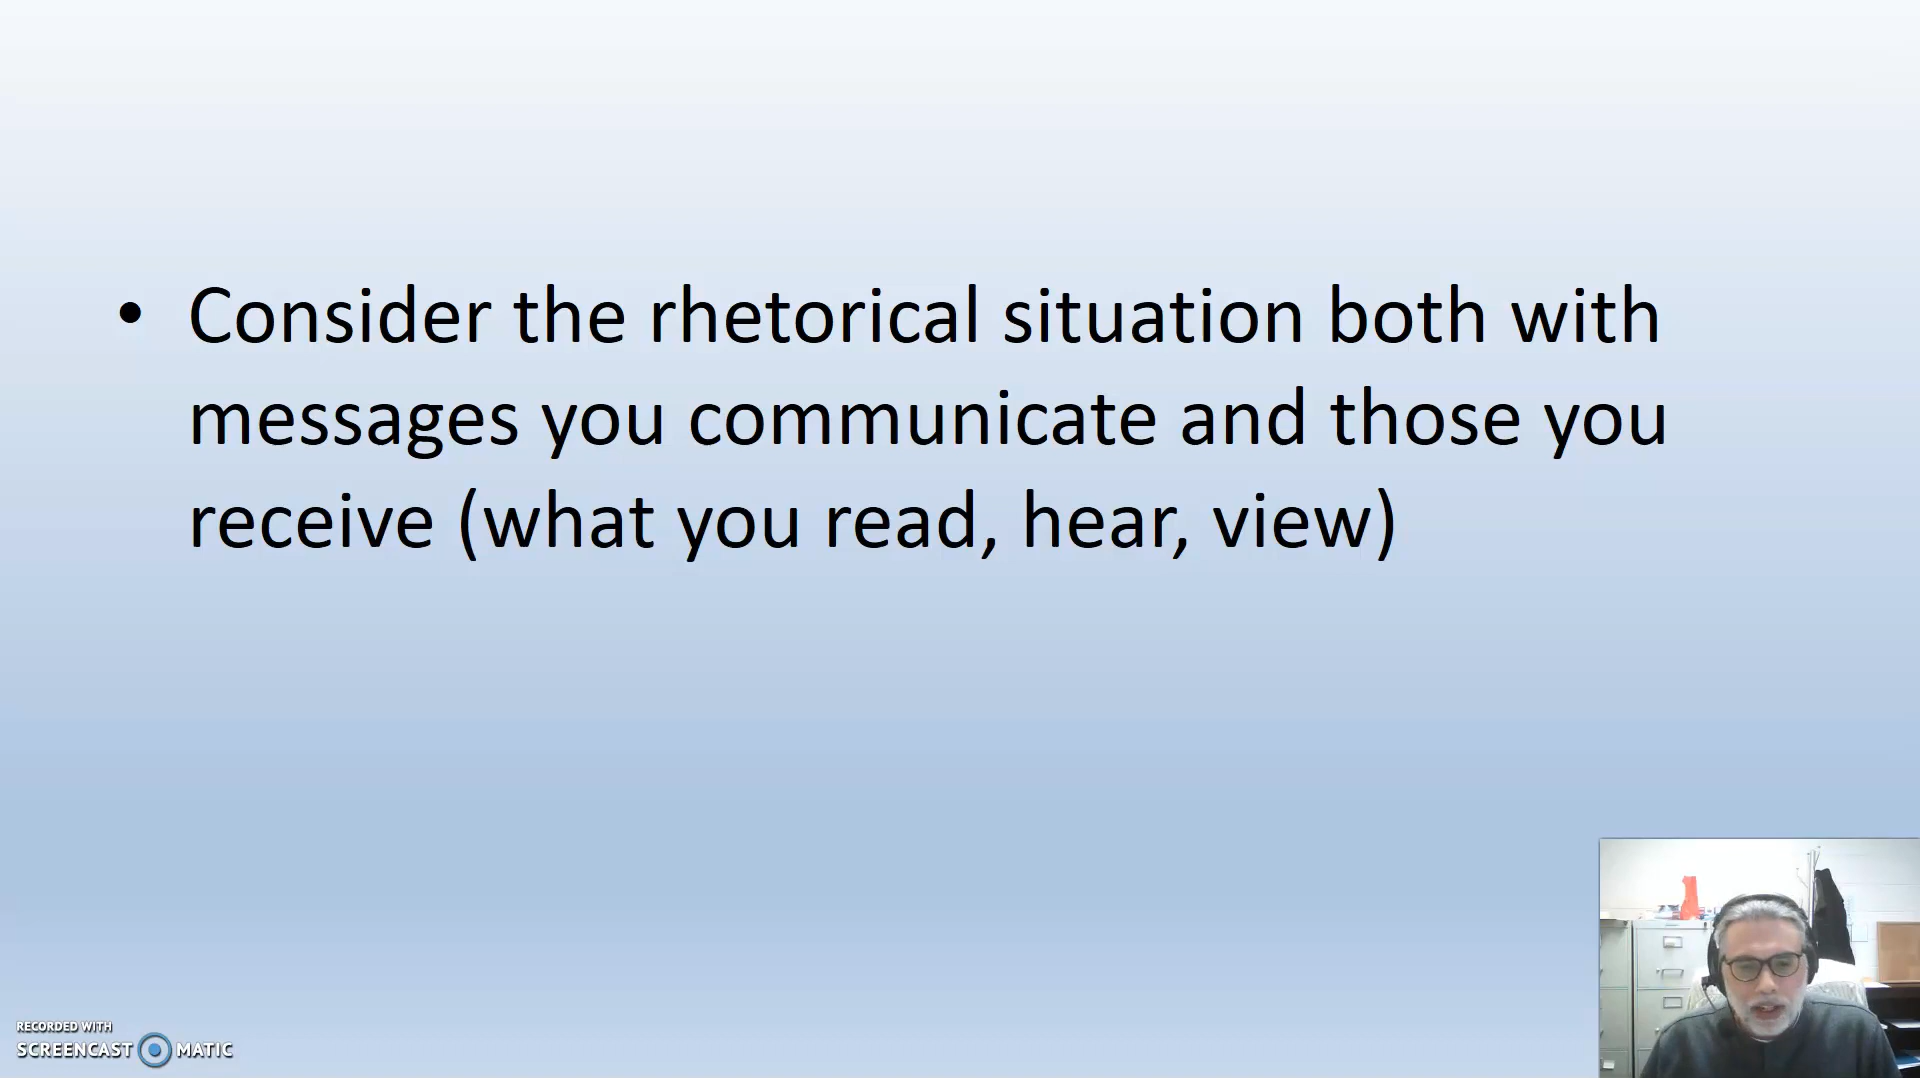 • Consider the rhetorical situation both with
messages you communicate and those you
receive (what you read, hear, view)
RECORDED WITH
SCREENCAST MATIC